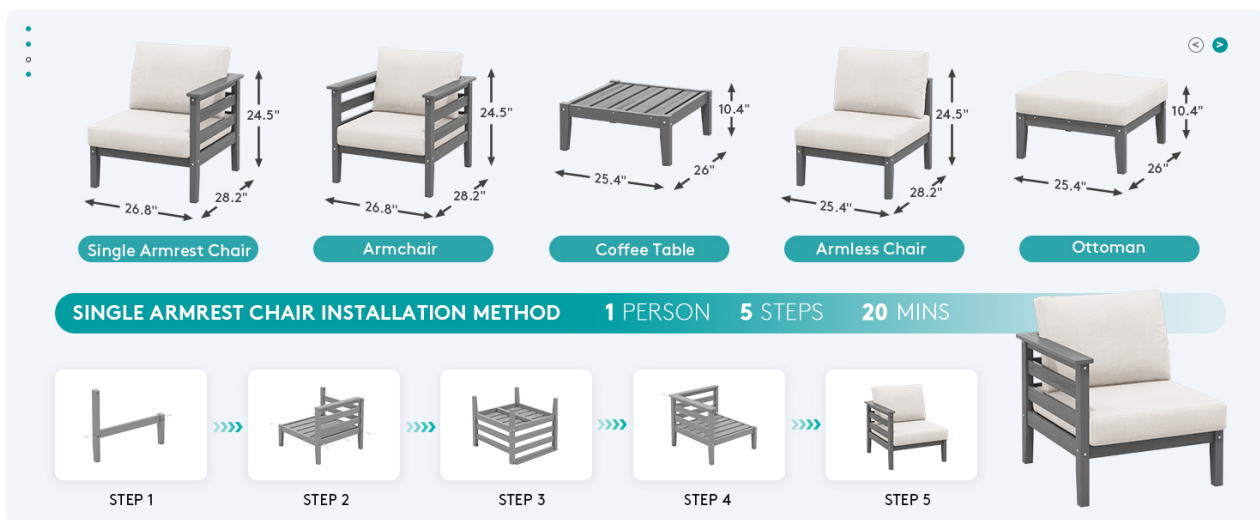 24.5"
26.8"
28.2"
24.5"
26.8"
28.2"
10.4"
25.4"
26"
24.5"
25.4"
28.2"
10.4"
25.4"
26"
Single Armrest Chair
Armchair
Coffee Table
Armless Chair
Ottoman
SINGLE ARMREST CHAIR INSTALLATION METHOD 1 PERSON 5 STEPS 20 MINS
STEP 1
STEP 2
STEP 3
STEP 4
STEP 5